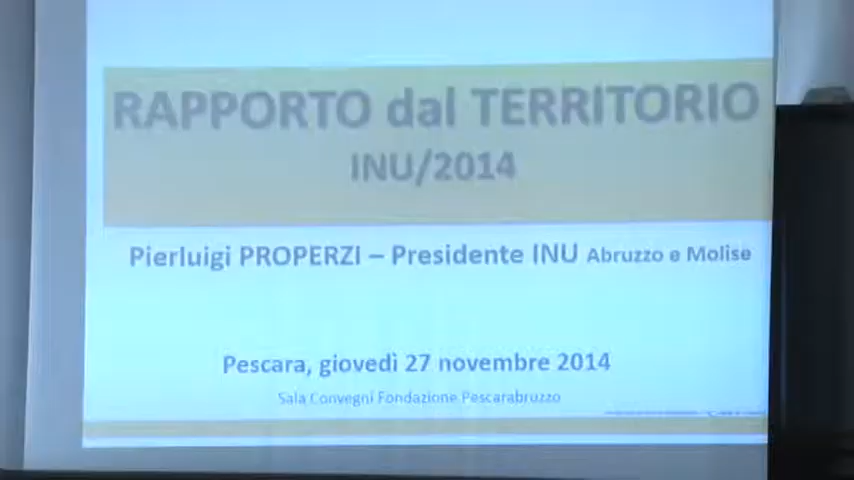 RAPPORTO dal TERRITORIO
INU/2014
Pierluigi PROPERZI – Presidente INU Abruzzo e Molise
Pescara, giovedì 27 novembre 2014
Sala Convegni Fondazione Pescarabruzzo